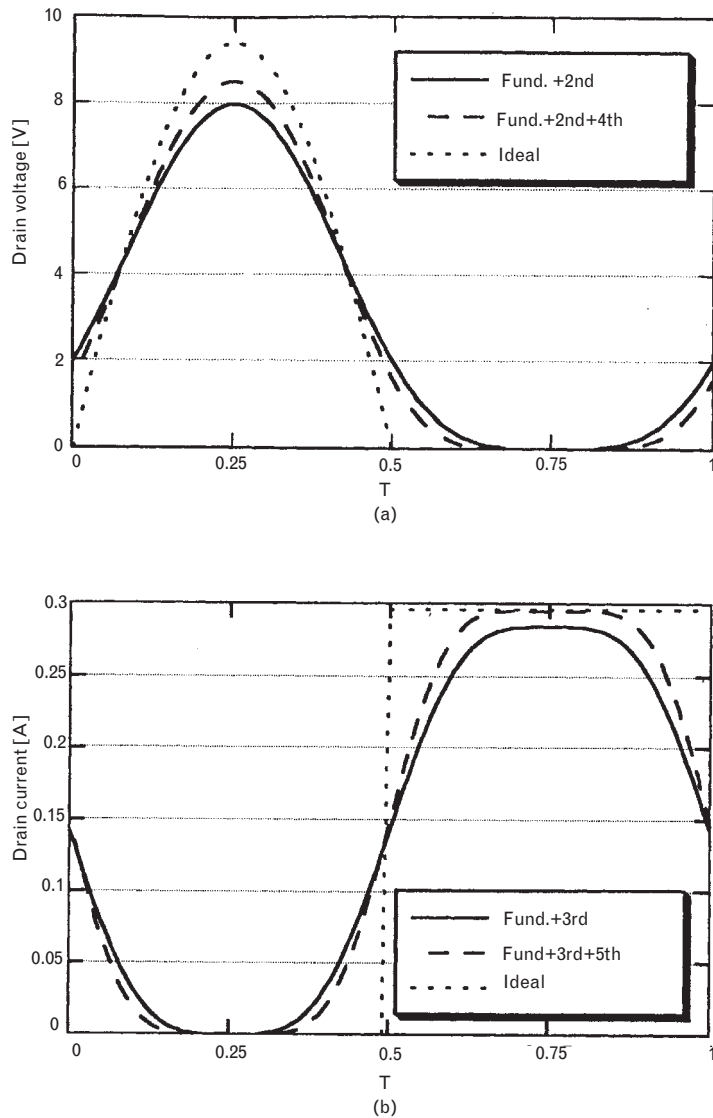 10
8
6
4
2
0
Drain voltage [V]
Fund. +2nd
Fund.+2nd+4th
Ideal
0
0.25
0.5
0.75
1
T
(a)
0.3
0.25
0.2
0.15
0.1
0.05
0
Drain current [A]
Fund.+3rd
Fund+3rd+5th
Ideal
0
0.25
0.5
0.75
1
T
(b)